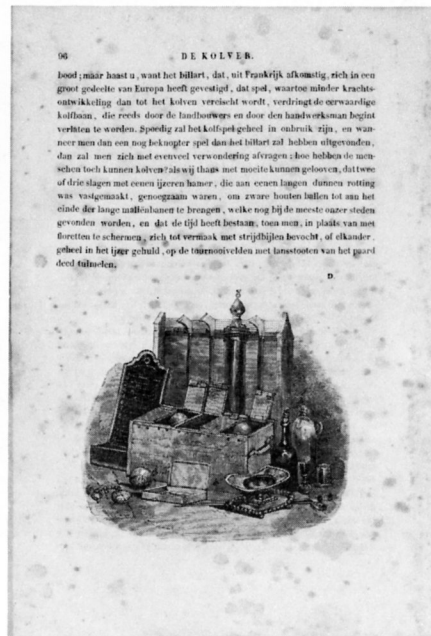 96 DE KOLVER.
bood; maar haast u, want het billart, dat, uit Frankrijk afkomstig, zich in een
groot gedeelte van Europa heeft gevestigd, dat spel, waartoe minder krachts-
ontwikkeling dan tot het kolven vereischt wordt, verdringt de eerwaardige
kolfbaan, die reeds door de landbouwers en door den handwerksman begint
verlaten te worden. Spoedig zal het kolfspel geheel in onbruik zijn, en wan-
neer men dan een nog beknopter spel dan het billart zal hebben uitgevonden,
dan zal men zich met evenveel verwondering afvragen: hoe hebben de men-
schen toch kunnen kolven? als wij thans met moeite kunnen gelooven, dat twee
of drie slagen met eenen ijzeren hamer, die aan eenen langen dunnen rotting
was vastgemaakt, genoegzaam waren, om zware houten ballen tot aan het
einde der lange maliënbanen te brengen, welke nog bij de meeste onzer steden
gevonden worden, en dat de tijd heeft bestaan, toen men, in plaats van met
floretten te schermen, zich tot vermaak met strijdbijlen bevocht, of elkander,
geheel in het ijzer gehuld, op de tournooivelden met lansstooten van het paard
deed tuimelen.
D.